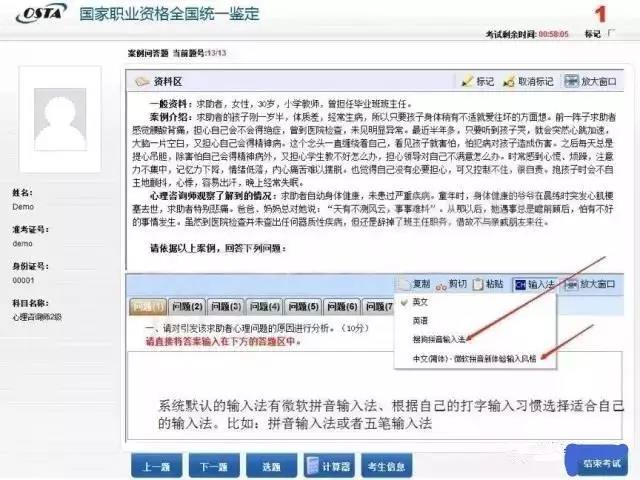 OSTA 国家职业资格全国统一鉴定
1
考试剩余时间: 00:58:05 标记
案例问答题 当前题号:13/13
资料区 标记 取消标记 放大窗口
一般资料: 求助者,女性,30岁,小学教师,曾担任毕业班班主任。
案例介绍: 求助者的孩子刚一岁半,体质差,经常生病,所以只要孩子身体稍有不适就爱往坏的方面想。前一阵子求助者
感觉腰酸背痛,担心自己会不会得绝症,曾到医院检查,未见明显异常。最近半年多,只要听到孩子哭,就会突然心跳加速,
大脑一片空白,又担心自己会得精神病。这个念头一直缠绕着自己,看见孩子就害怕,怕犯病对孩子造成伤害。之后每天总是
提心吊胆,除害怕自己会得精神病外,又担心学生教不好怎么办,担心领导对自己不满意怎么办。时常感到心慌、烦躁,注意
力不集中,记忆力下降,情绪低落,内心痛苦难以摆脱。也觉得自己没有必要担心,可又控制不住,很自责。抱孩子时会不自
主地颤抖,心悸,容易出汗,晚上经常失眠。
心理咨询师观察了解到的情况: 求助者自幼身体健康,未患过严重疾病。童年时,身体健康的爷爷在晨练时突发心肌梗
塞去世,求助者特别悲痛。爸爸、妈妈总对她说:“天有不测风云,事事难料”。从那以后,她遇事总是瞻前顾后,怕有不好
的事情发生。虽然到医院检查并未查出任何器质性疾病,但还是辞掉了班主任职务,借故不与亲戚朋友来往。
请依据以上案例,回答下列问题:
姓名:
Demo
准考证号:
demo
身份证号:
00001
科目名称:
心理咨询师2级
复制 剪切 粘贴 输入法 放大窗口
问题(1) 问题(2) 问题(3) 问题(4) 问题(5) 问题(6) 问题(7
英文
英语
搜狗拼音输入法
中文(简体) - 微软拼音新体验输入风格
一、请对引发该求助者心理问题的原因进行分析。(10分)
请直接将答案输入在下方的答题区中。
系统默认的输入法有微软拼音输入法、根据自己的打字输入习惯选择适合自己
的输入法。比如:拼音输入法或者五笔输入法
上一题 下一题 选题 计算器 考生信息 结束考试